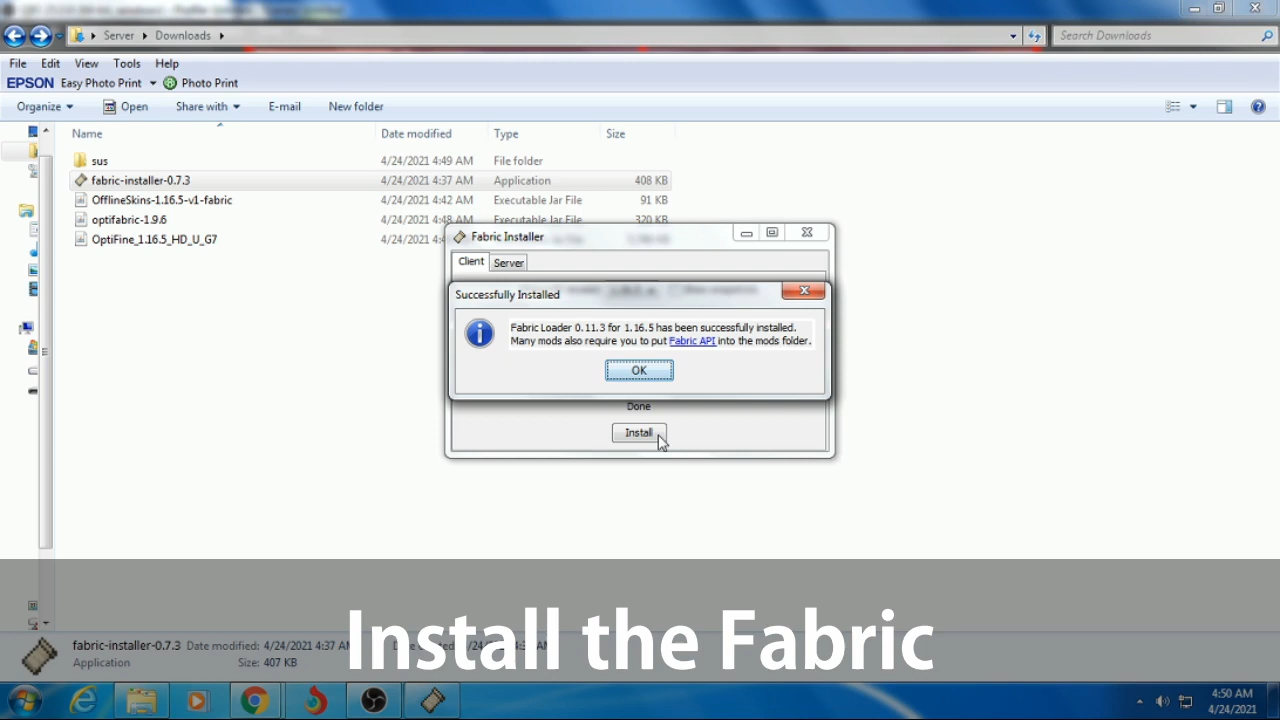 Server Downloads
Search Downloads
File Edit View Tools Help
EPSON Easy Photo Print Photo Print
Organize Open Share with E-mail New folder
Name Date modified Type Size
sus 4/24/2021 4:49 AM File folder
fabric-installer-0.7.3 4/24/2021 4:37 AM Application 408 KB
OfflineSkins-1.16.5-v1-fabric 4/24/2021 4:42 AM Executable Jar File 91 KB
optifabric-1.9.6 4/24/2021 4:48 AM Executable Jar File 320 KB
OptiFine_1.16.5_HD_U_G7
Fabric Installer
Client Server
Successfully Installed
Fabric Loader 0.11.3 for 1.16.5 has been successfully installed.
Many mods also require you to put Fabric API into the mods folder.
OK
Done
Install
Install the Fabric
fabric-installer-0.7.3 Date modified: 4/24/2021 4:37 AM
Application Size: 407 KB
4:50 AM
4/24/2021